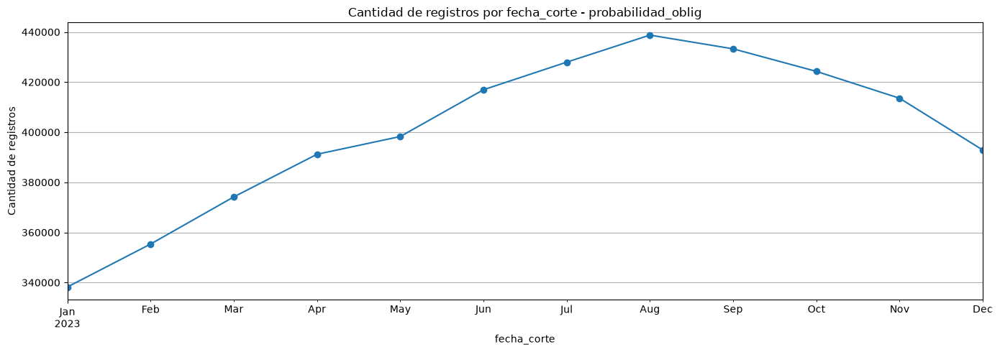 Cantidad de registros por fecha_corte - probabilidad_oblig
Cantidad de registros
440000
420000
400000
380000
360000
340000
Jan Feb Mar Apr May Jun Jul Aug Sep Oct Nov Dec
2023
fecha_corte